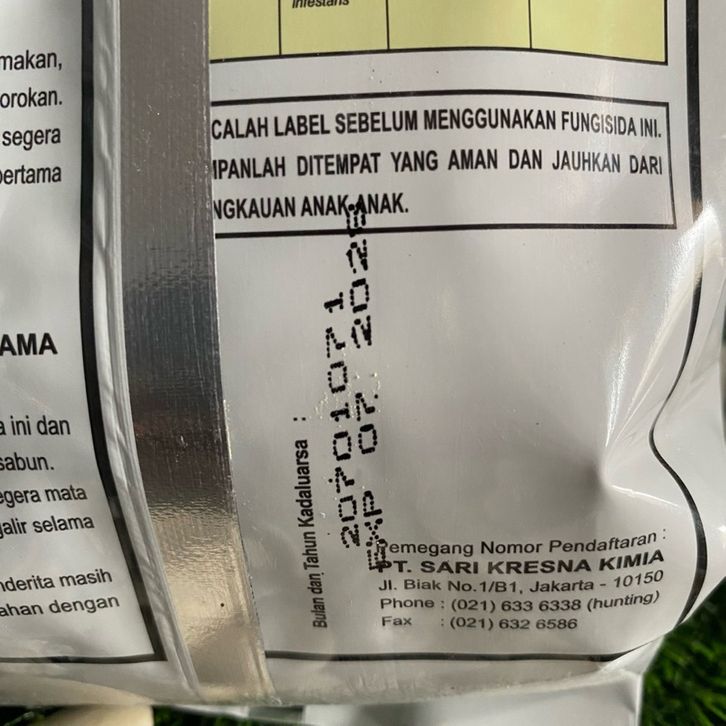 infestans
makan,
orokan.
segera
pertama
AMA
a ini dan
sabun.
egera mata
galir selama
nderita masih
ahan dengan
CALAH LABEL SEBELUM MENGGUNAKAN FUNGISIDA INI.
MPANLAH DITEMPAT YANG AMAN DAN JAUHKAN DARI
NGKAUAN ANAK-ANAK.
Bulan dan Tahun Kadaluarsa :
20701071
EXP 07
Pemegang Nomor Pendaftaran :
PT. SARI KRESNA KIMIA
Jl. Biak No.1/B1, Jakarta - 10150
Phone : (021) 633 6338 (hunting)
Fax : (021) 632 6586